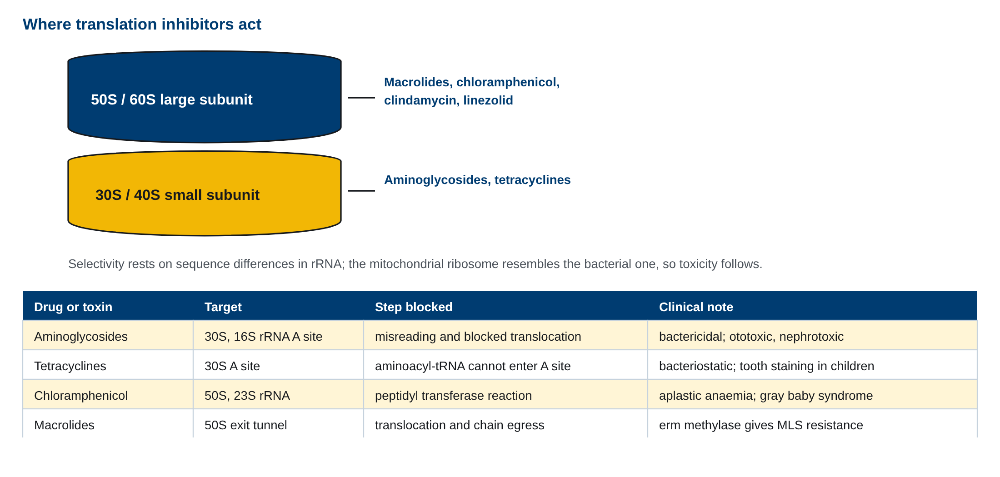 Where translation inhibitors act
50S / 60S large subunit
Macrolides, chloramphenicol,
clindamycin, linezolid
30S / 40S small subunit
Aminoglycosides, tetracyclines
Selectivity rests on sequence differences in rRNA; the mitochondrial ribosome resembles the bacterial one, so toxicity follows.
Drug or toxin Target Step blocked Clinical note
Aminoglycosides 30S, 16S rRNA A site misreading and blocked translocation bactericidal; ototoxic, nephrotoxic
Tetracyclines 30S A site aminoacyl-tRNA cannot enter A site bacteriostatic; tooth staining in children
Chloramphenicol 50S, 23S rRNA peptidyl transferase reaction aplastic anaemia; gray baby syndrome
Macrolides 50S exit tunnel translocation and chain egress erm methylase gives MLS resistance